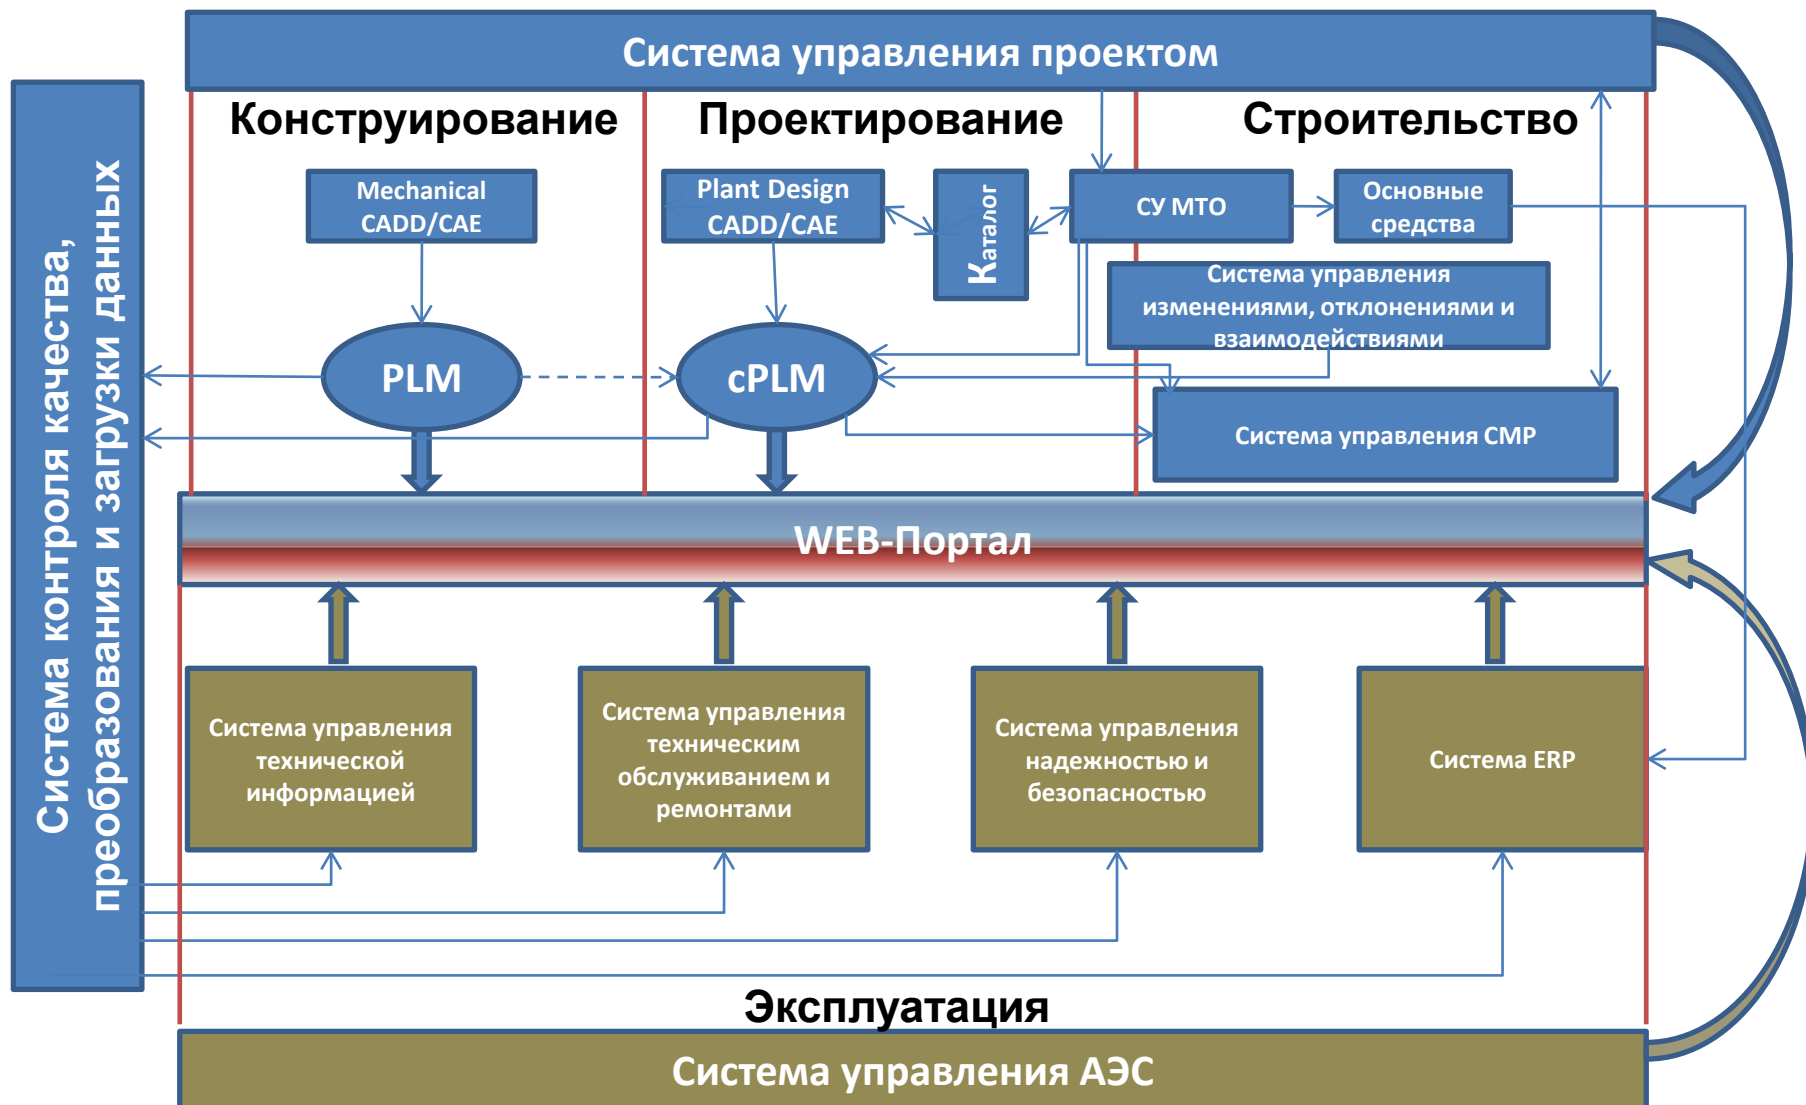 Система управления проектом
Система контроля качества,
преобразования и загрузки данных
Конструирование
Проектирование
Строительство
Mechanical
CADD/CAE
Plant Design
CADD/CAE
Каталог
СУ МТО
Основные
средства
Система управления
изменениями, отклонениями и
взаимодействиями
PLM
cPLM
Система управления СМР
WEB-Портал
Система управления
технической
информацией
Система управления
техническим
обслуживанием и
ремонтами
Система управления
надежностью и
безопасностью
Система ERP
Эксплуатация
Система управления АЭС